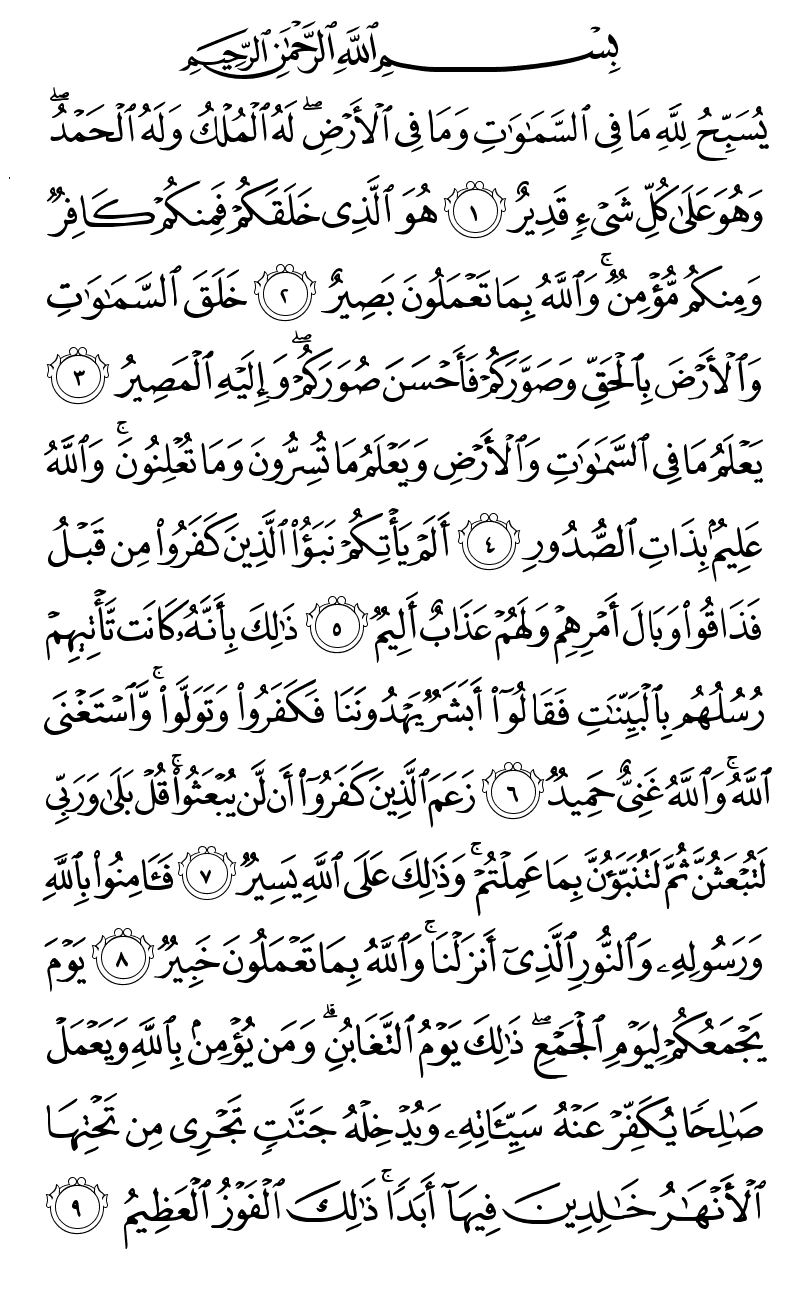 بِسْمِ ٱللَّهِ ٱلرَّحْمَٰنِ ٱلرَّحِيمِ
يُسَبِّحُ لِلَّهِ مَا فِى ٱلسَّمَٰوَٰتِ وَمَا فِى ٱلْأَرْضِ ۖ لَهُ ٱلْمُلْكُ وَلَهُ ٱلْحَمْدُ ۖ
وَهُوَ عَلَىٰ كُلِّ شَىْءٍ قَدِيرٌ ١ هُوَ ٱلَّذِى خَلَقَكُمْ فَمِنكُمْ كَافِرٌ
وَمِنكُم مُّؤْمِنٌ ۚ وَٱللَّهُ بِمَا تَعْمَلُونَ بَصِيرٌ ٢ خَلَقَ ٱلسَّمَٰوَٰتِ
وَٱلْأَرْضَ بِٱلْحَقِّ وَصَوَّرَكُمْ فَأَحْسَنَ صُوَرَكُمْ ۖ وَإِلَيْهِ ٱلْمَصِيرُ ٣
يَعْلَمُ مَا فِى ٱلسَّمَٰوَٰتِ وَٱلْأَرْضِ وَيَعْلَمُ مَا تُسِرُّونَ وَمَا تُعْلِنُونَ ۚ وَٱللَّهُ
عَلِيمٌۢ بِذَاتِ ٱلصُّدُورِ ٤ أَلَمْ يَأْتِكُمْ نَبَؤُا۟ ٱلَّذِينَ كَفَرُوا۟ مِن قَبْلُ
فَذَاقُوا۟ وَبَالَ أَمْرِهِمْ وَلَهُمْ عَذَابٌ أَلِيمٌ ٥ ذَٰلِكَ بِأَنَّهُۥ كَانَت تَّأْتِيهِمْ
رُسُلُهُم بِٱلْبَيِّنَٰتِ فَقَالُوٓا۟ أَبَشَرٌ يَهْدُونَنَا فَكَفَرُوا۟ وَتَوَلَّوا۟ ۚ وَّٱسْتَغْنَى
ٱللَّهُ ۚ وَٱللَّهُ غَنِىٌّ حَمِيدٌ ٦ زَعَمَ ٱلَّذِينَ كَفَرُوٓا۟ أَن لَّن يُبْعَثُوا۟ ۚ قُلْ بَلَىٰ وَرَبِّى
لَتُبْعَثُنَّ ثُمَّ لَتُنَبَّؤُنَّ بِمَا عَمِلْتُمْ ۚ وَذَٰلِكَ عَلَى ٱللَّهِ يَسِيرٌ ٧ فَـَٔامِنُوا۟ بِٱللَّهِ
وَرَسُولِهِۦ وَٱلنُّورِ ٱلَّذِىٓ أَنزَلْنَا ۚ وَٱللَّهُ بِمَا تَعْمَلُونَ خَبِيرٌ ٨ يَوْمَ
يَجْمَعُكُمْ لِيَوْمِ ٱلْجَمْعِ ۖ ذَٰلِكَ يَوْمُ ٱلتَّغَابُنِ ۗ وَمَن يُؤْمِنۢ بِٱللَّهِ وَيَعْمَلْ
صَٰلِحًا يُكَفِّرْ عَنْهُ سَيِّـَٔاتِهِۦ وَيُدْخِلْهُ جَنَّٰتٍ تَجْرِى مِن تَحْتِهَا
ٱلْأَنْهَٰرُ خَٰلِدِينَ فِيهَآ أَبَدًا ۚ ذَٰلِكَ ٱلْفَوْزُ ٱلْعَظِيمُ ٩